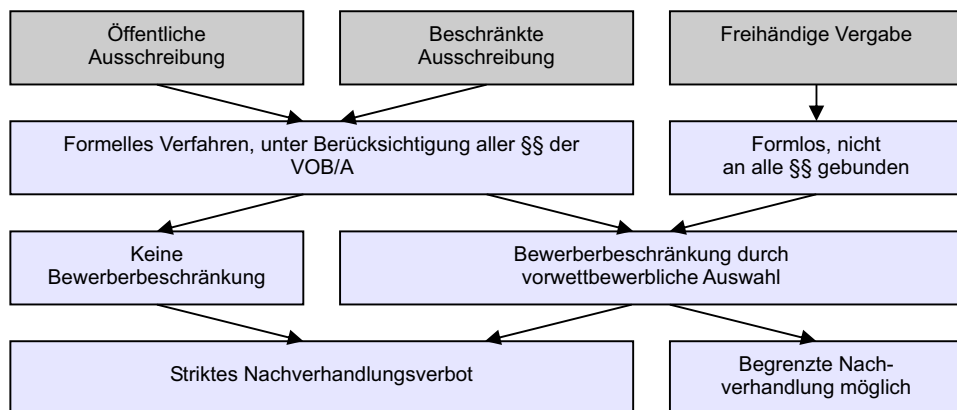 Öffentliche
Ausschreibung
Beschränkte
Ausschreibung
Freihändige Vergabe
Formelles Verfahren, unter Berücksichtigung aller §§ der
VOB/A
Formlos, nicht
an alle §§ gebunden
Keine
Bewerberbeschränkung
Bewerberbeschränkung durch
vorwettbewerbliche Auswahl
Striktes Nachverhandlungsverbot
Begrenzte Nach-
verhandlung möglich